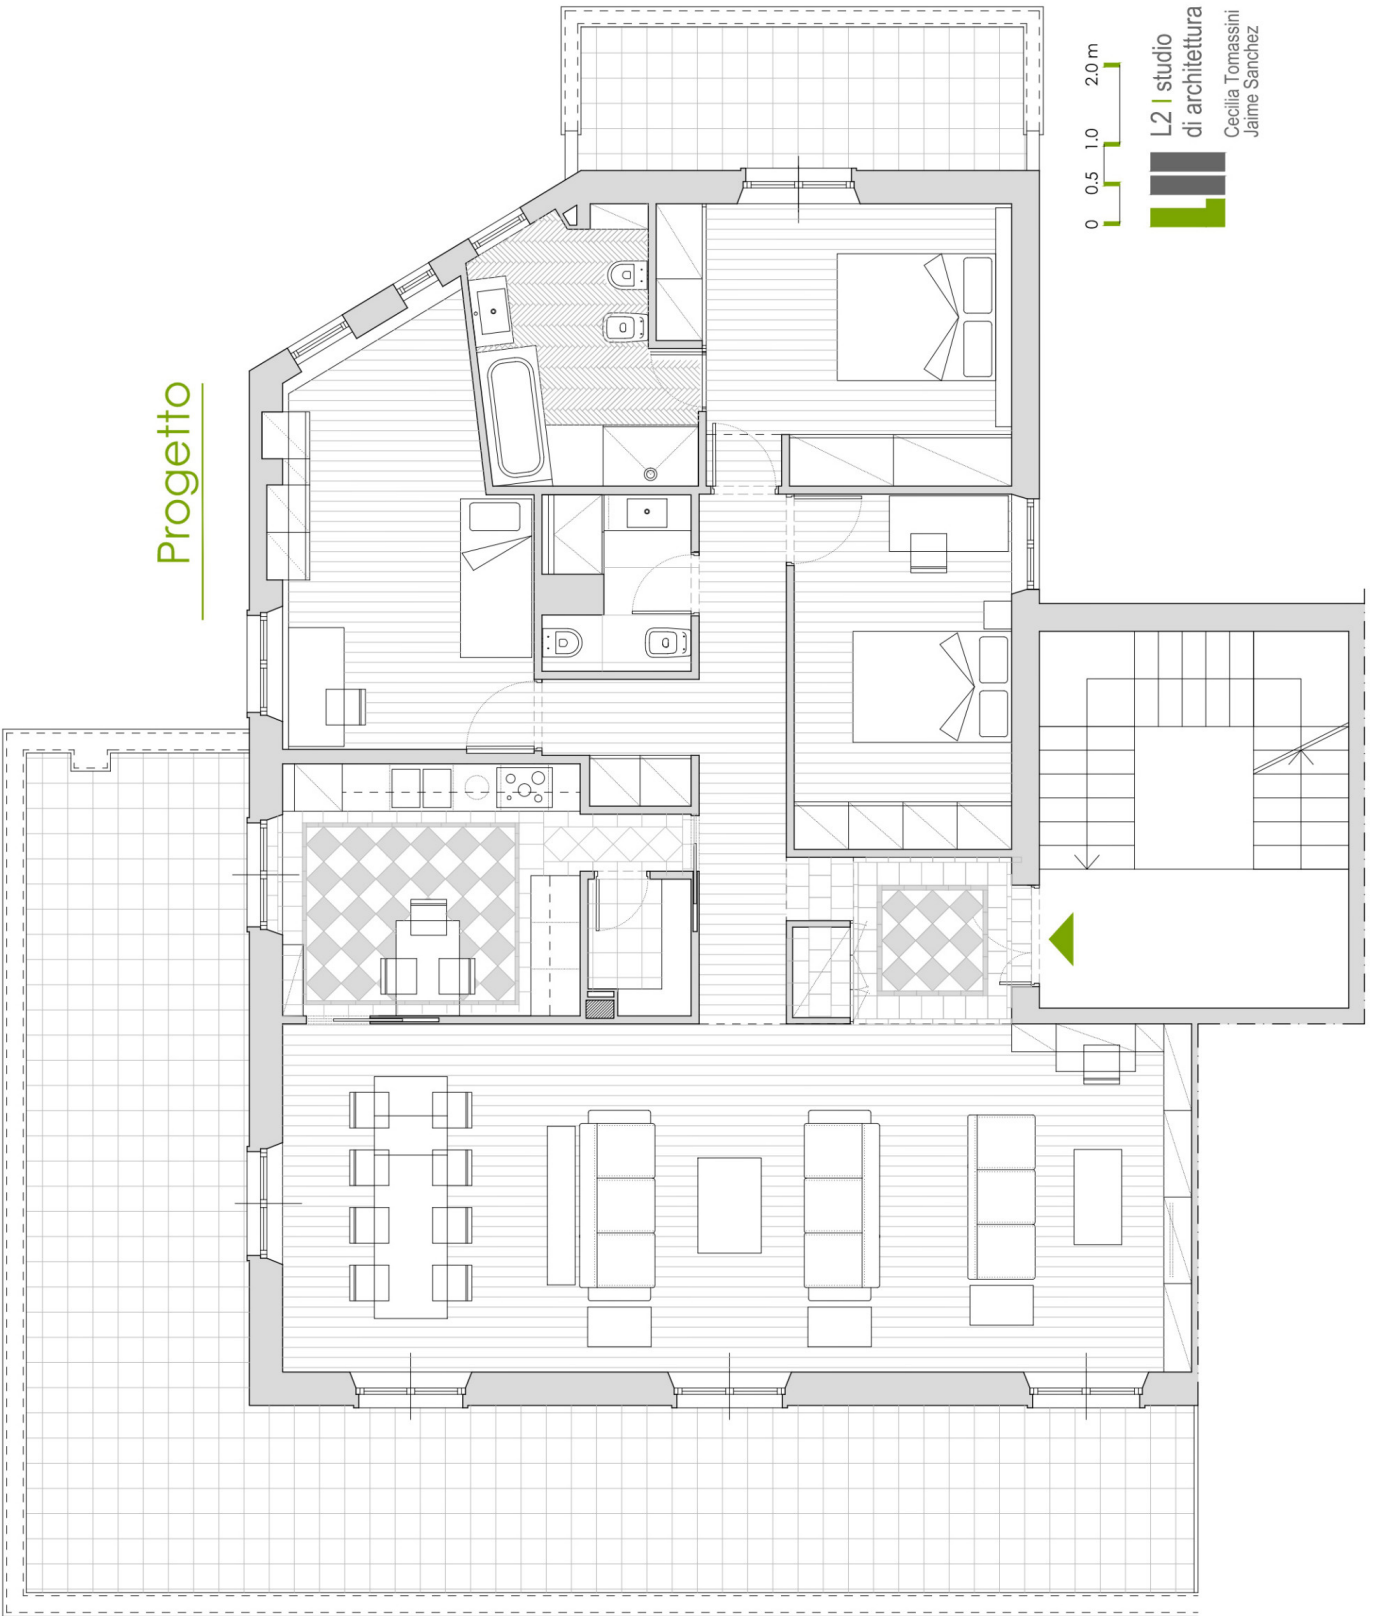 Progetto
0 0.5 1.0 2.0 m
L2 I studio
di architettura
Cecilia Tomassini
Jaime Sanchez